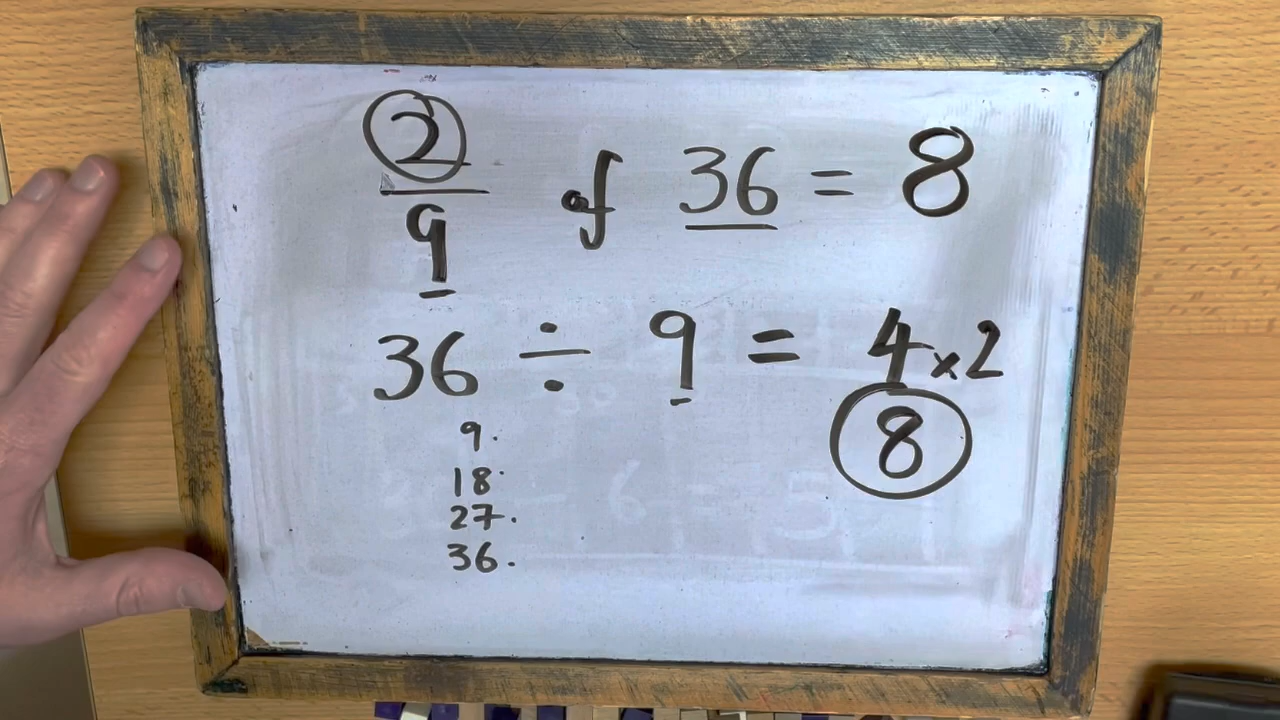 2/9 of 36 = 8
36 ÷ 9 = 4 x 2
8
9.
18.
27.
36.